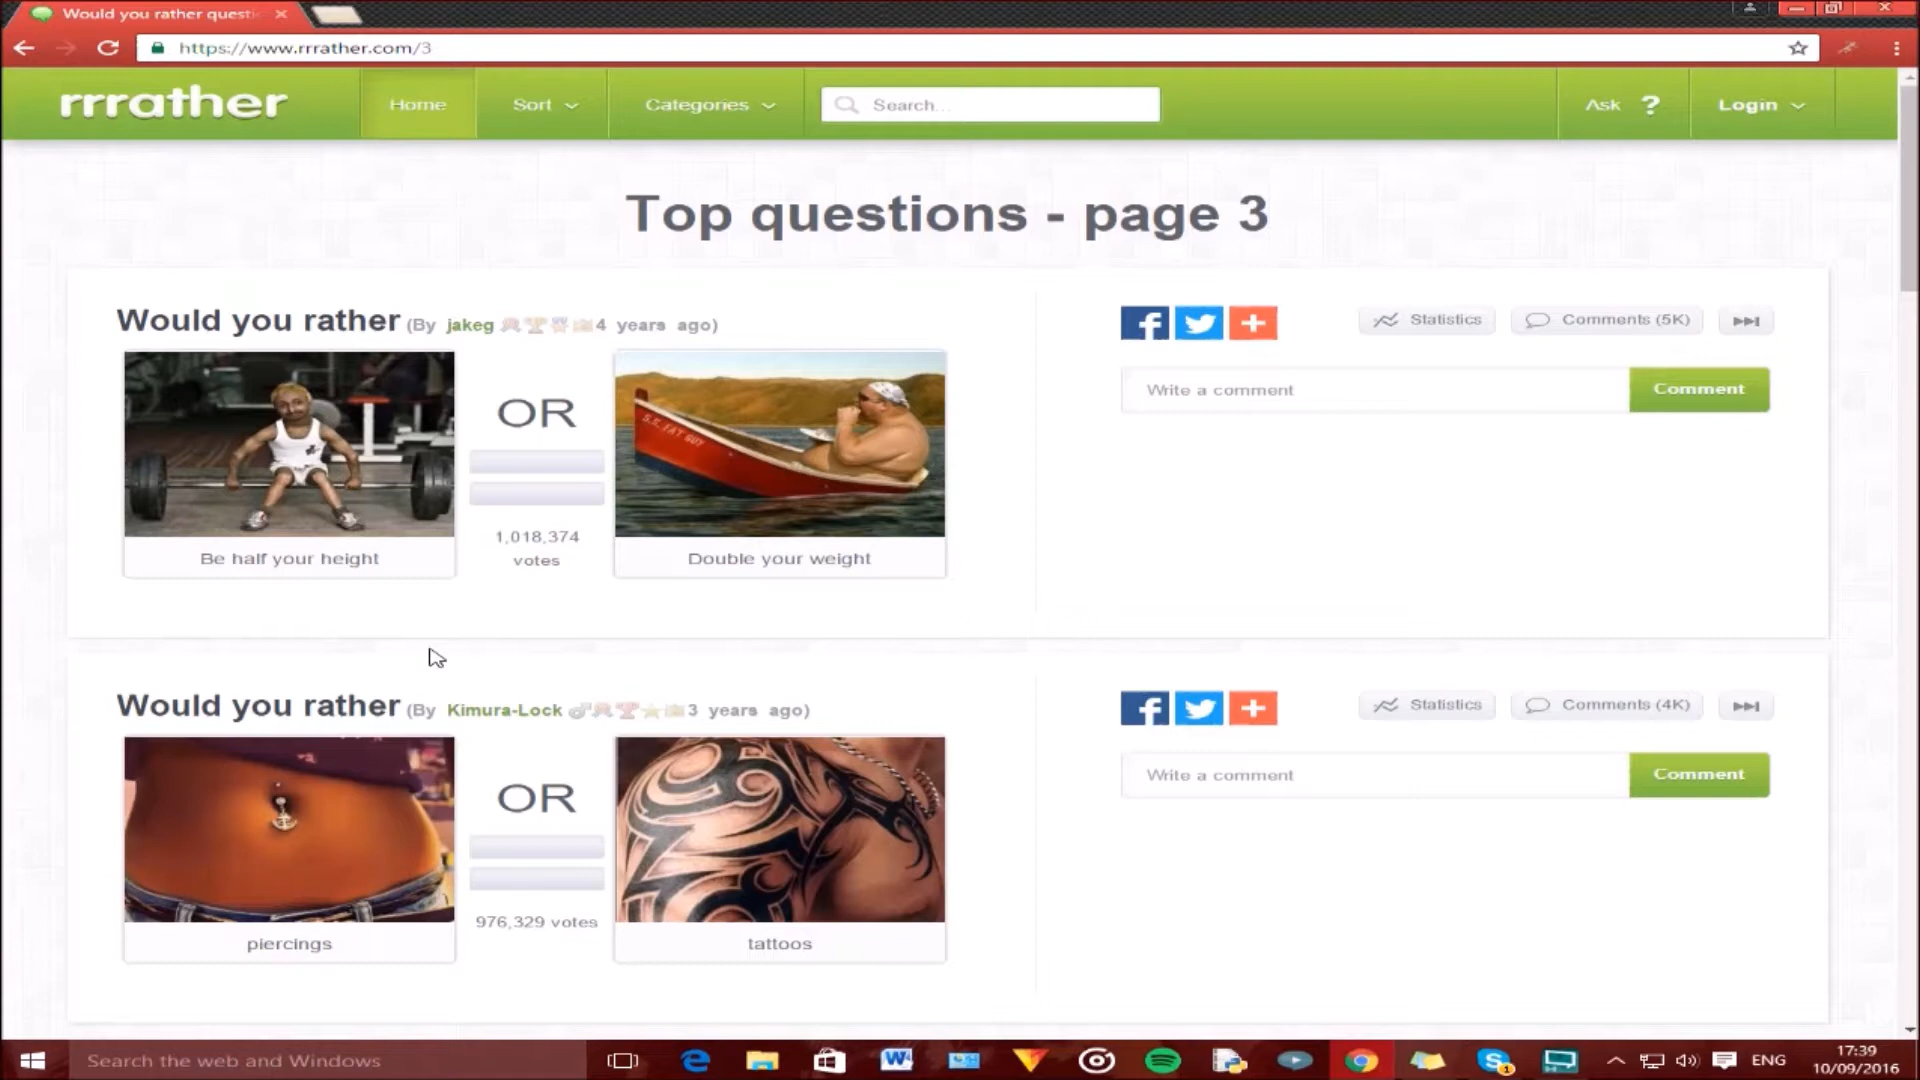 Would you rather questi
https://www.rrrather.com/3
rrrather
Home
Sort
Categories
Search...
Ask ?
Login
Top questions - page 3
Would you rather (By jakeg 4 years ago)
Statistics
Comments (5K)
S.S. FAT GUY
OR
Write a comment
Comment
1,018,374
votes
Be half your height
Double your weight
Would you rather (By Kimura-Lock 3 years ago)
Statistics
Comments (4K)
OR
Write a comment
Comment
976,329 votes
piercings
tattoos
Search the web and Windows
ENG
17:39
10/09/2016